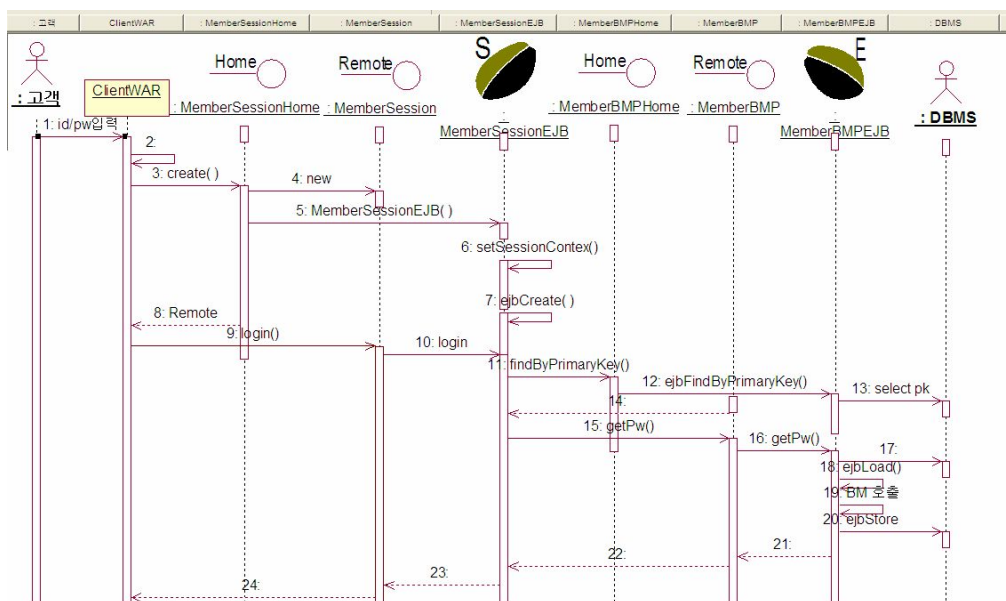 : 고객
ClientWAR
: MemberSessionHome
: MemberSession
: MemberSessionEJB
: MemberBMPHome
: MemberBMP
: MemberBMPEJB
: DBMS
Home
Remote
S
Home
Remote
E
: 고객
ClientWAR
: MemberSessionHome
: MemberSession
:
MemberSessionEJB
: MemberBMPHome
: MemberBMP
:
MemberBMPEJB
: DBMS
1: id/pw입력
2:
3: create( )
4: new
5: MemberSessionEJB( )
6: setSessionContex()
7: ejbCreate( )
8: Remote
9: login()
10: login
11: findByPrimaryKey()
12: ejbFindByPrimaryKey()
13: select pk
14:
15: getPw()
16: getPw()
17:
18: ejbLoad()
19: BM 호출
20: ejbStore
21:
22:
23:
24: